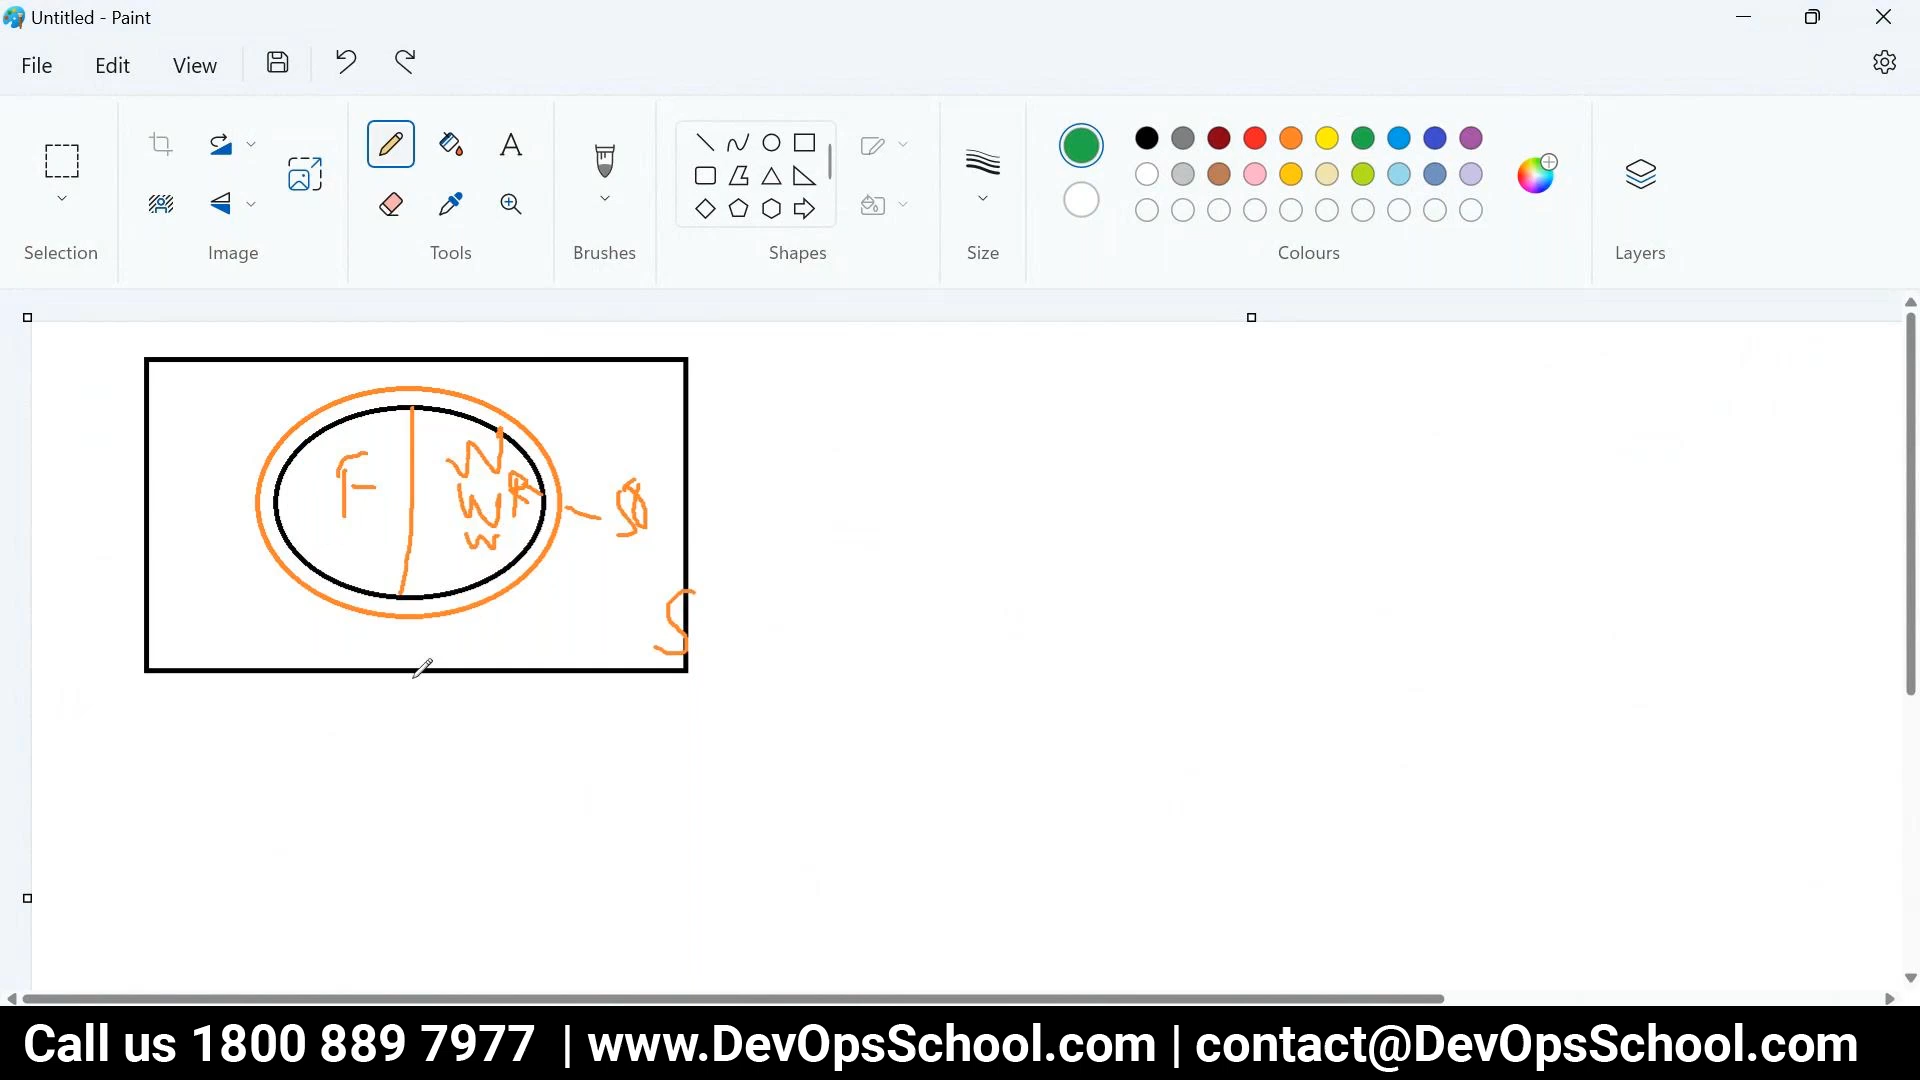 Untitled - Paint
File Edit View
Selection Image Tools Brushes Shapes Size Colours Layers
F
W
W
W
S
Call us 1800 889 7977 | www.DevOpsSchool.com | contact@DevOpsSchool.com